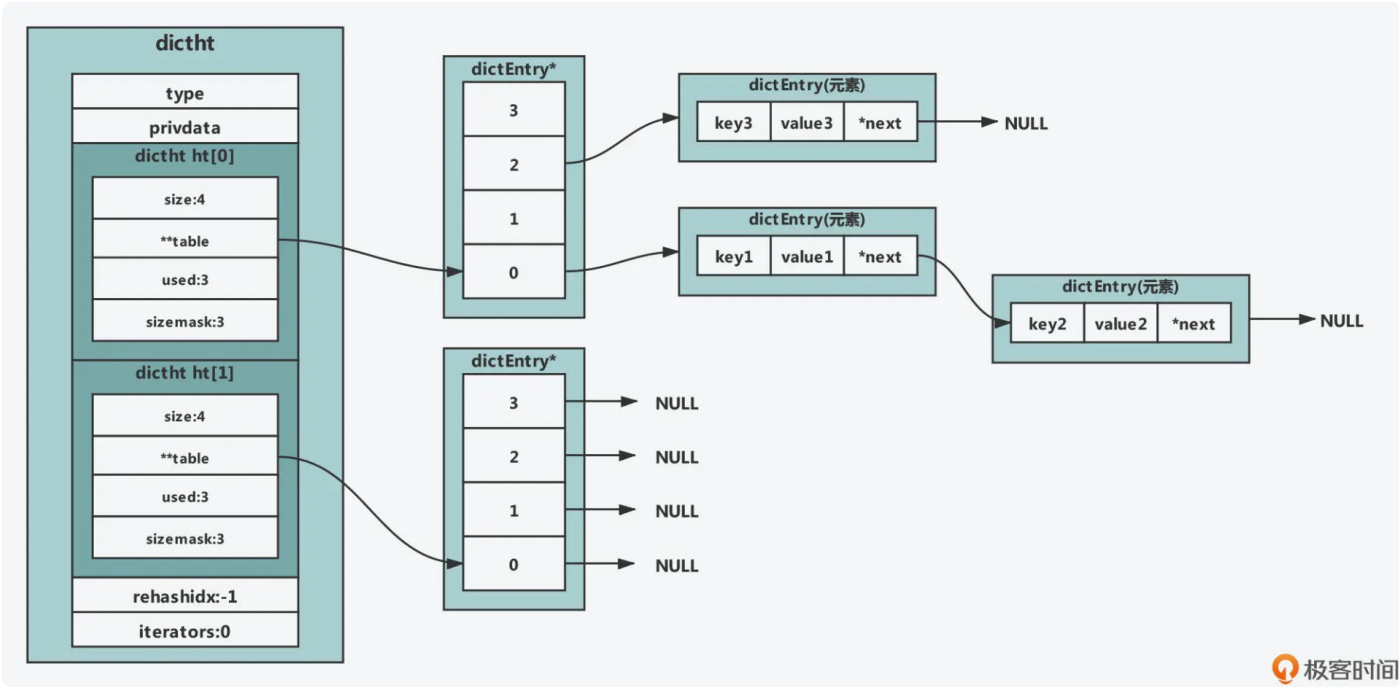 dictht
type
privdata
dictht ht[0]
size:4
**table
used:3
sizemask:3
dictht ht[1]
size:4
**table
used:3
sizemask:3
rehashidx:-1
iterators:0
dictEntry*
3
2
1
0
dictEntry(元素)
key3 value3 *next
NULL
dictEntry(元素)
key1 value1 *next
dictEntry(元素)
key2 value2 *next
NULL
dictEntry*
3 NULL
2 NULL
1 NULL
0 NULL
极客时间